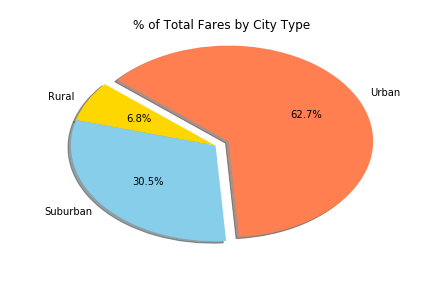 % of Total Fares by City Type
Urban
Rural
62.7%
6.8%
30.5%
Suburban